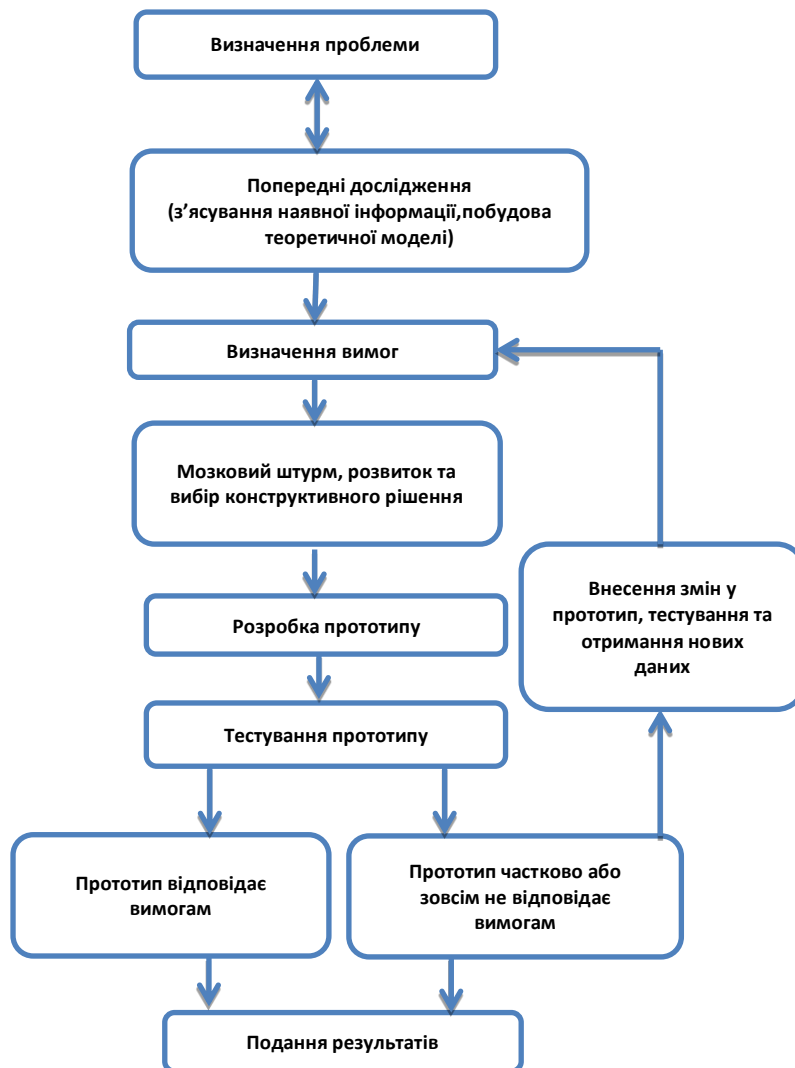 Визначення проблеми
Попередні дослідження
(з’ясування наявної інформації,побудова
теоретичної моделі)
Визначення вимог
Мозковий штурм, розвиток та
вибір конструктивного рішення
Розробка прототипу
Тестування прототипу
Внесення змін у
прототип, тестування та
отримання нових
даних
Прототип відповідає
вимогам
Прототип частково або
зовсім не відповідає
вимогам
Подання результатів